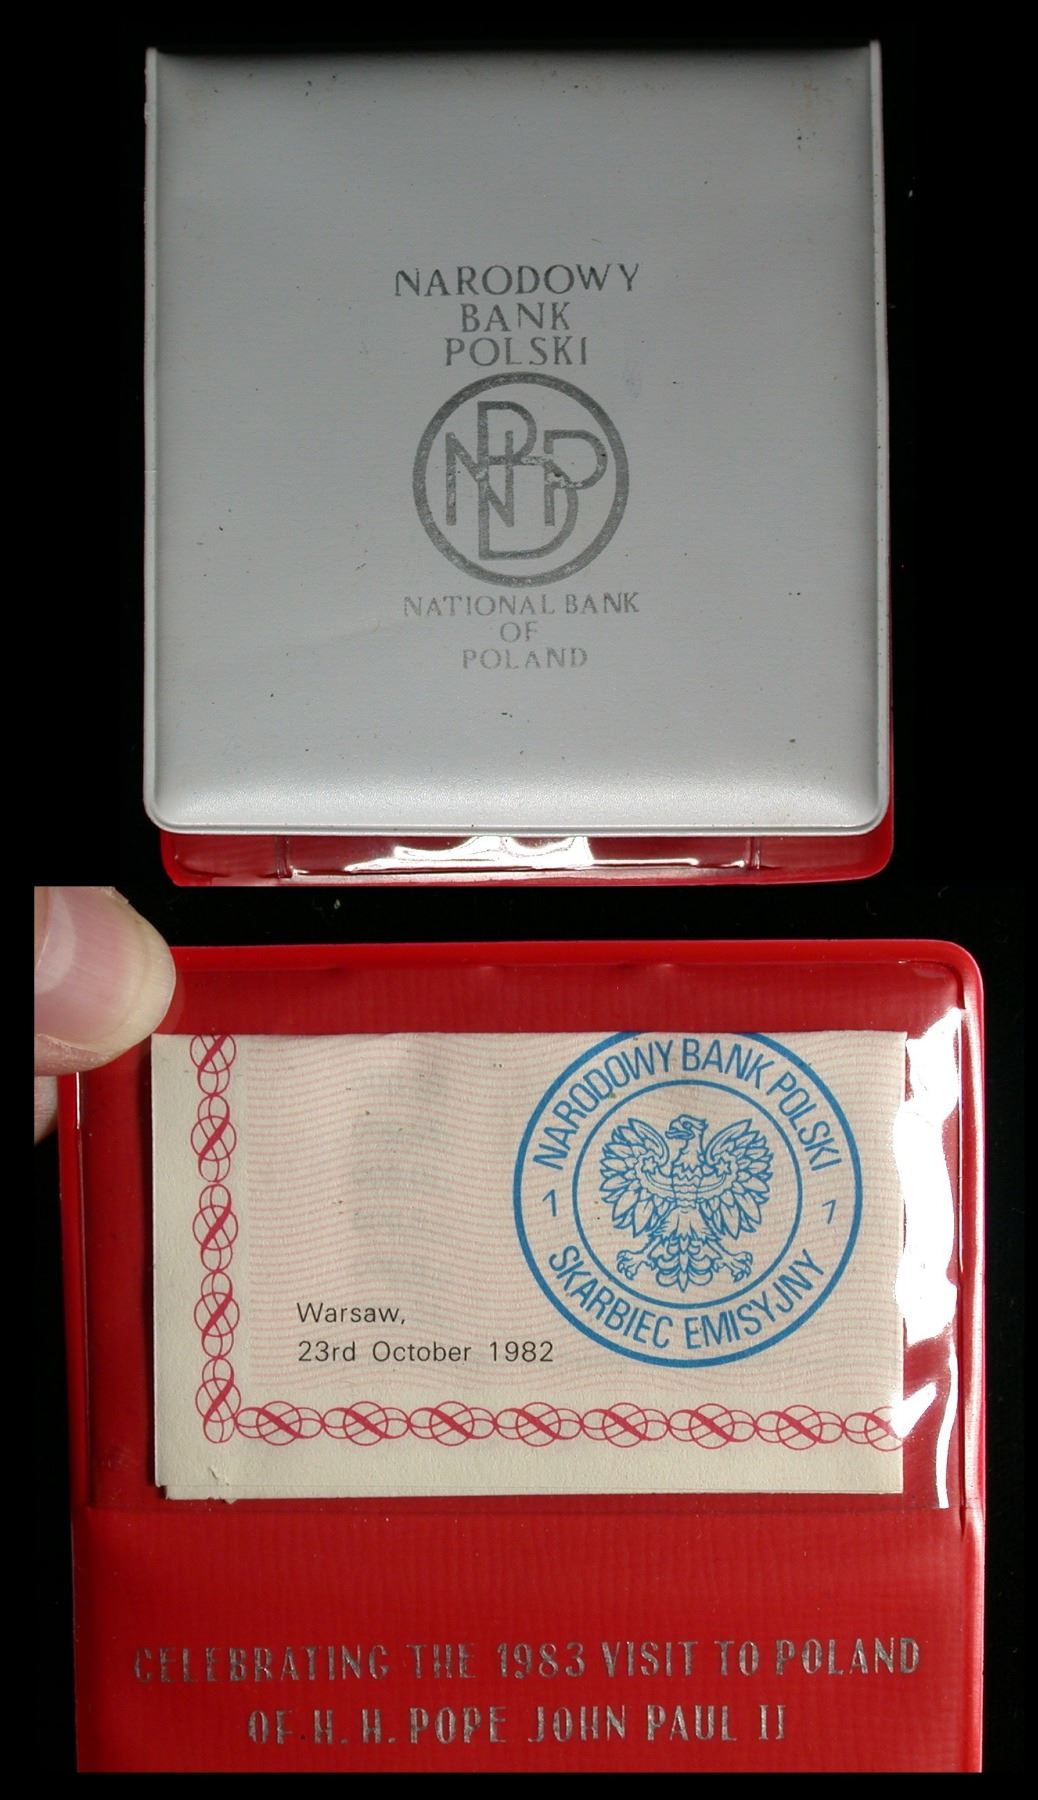 NARODOWY
BANK
POLSKI
NBP
NATIONAL BANK
OF
POLAND
NARODOWY BANK POLSKI
1 7
SKARBIEC EMISYJNY
Warsaw,
23rd October 1982
CELEBRATING THE 1983 VISIT TO POLAND
OF H. H. POPE JOHN PAUL II